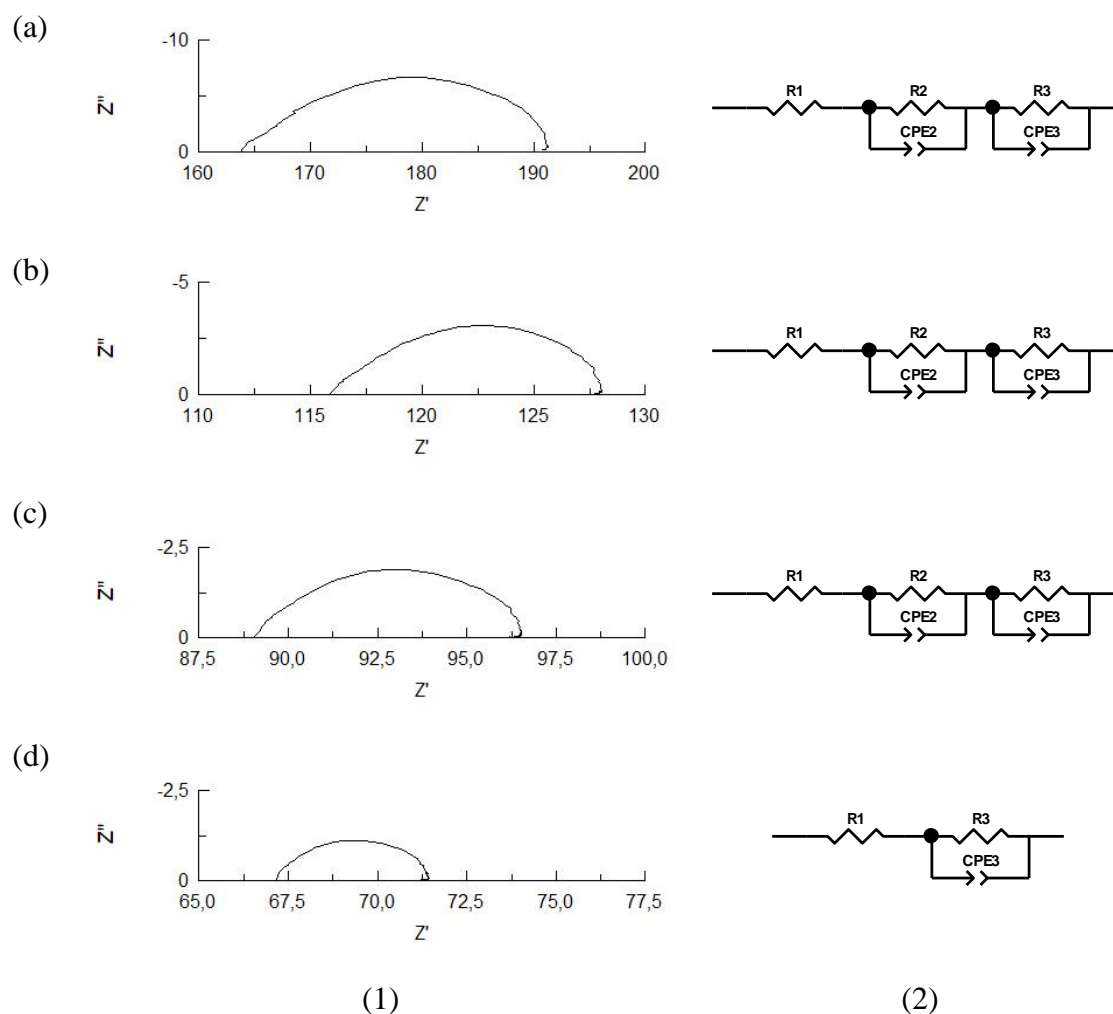 (a)
-10
Z''
0
160 170 180 190 200
Z'
R1 R2 R3
CPE2 CPE3
(b)
-5
Z''
0
110 115 120 125 130
Z'
R1 R2 R3
CPE2 CPE3
(c)
-2,5
Z''
0
87,5 90,0 92,5 95,0 97,5 100,0
Z'
R1 R2 R3
CPE2 CPE3
(d)
-2,5
Z''
0
65,0 67,5 70,0 72,5 75,0 77,5
Z'
R1 R3
CPE3
(1) (2)